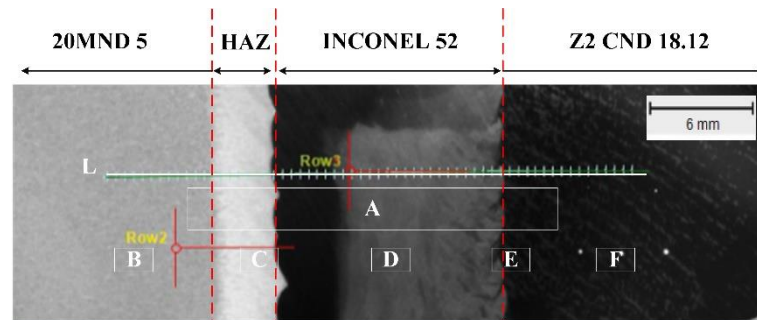 20MND 5 HAZ INCONEL 52 Z2 CND 18.12
6 mm
Row3
L
A
Row2
B C D E F